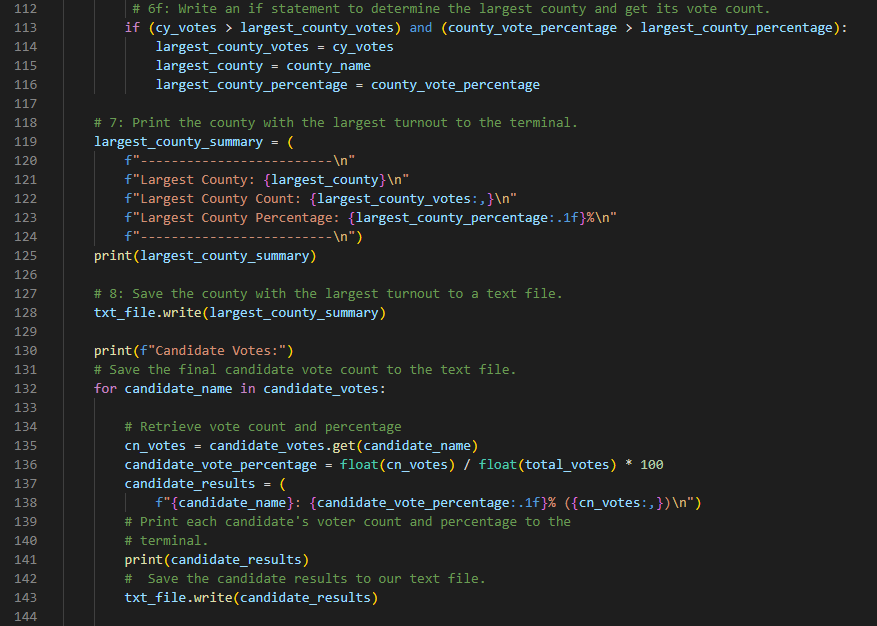 112 # 6f: Write an if statement to determine the largest county and get its vote count.
113 if (cy_votes > largest_county_votes) and (county_vote_percentage > largest_county_percentage):
114 largest_county_votes = cy_votes
115 largest_county = county_name
116 largest_county_percentage = county_vote_percentage
117
118 # 7: Print the county with the largest turnout to the terminal.
119 largest_county_summary = (
120 f"-------------------------\n"
121 f"Largest County: {largest_county}\n"
122 f"Largest County Count: {largest_county_votes:,}\n"
123 f"Largest County Percentage: {largest_county_percentage:.1f}%\n"
124 f"-------------------------\n")
125 print(largest_county_summary)
126
127 # 8: Save the county with the largest turnout to a text file.
128 txt_file.write(largest_county_summary)
129
130 print(f"Candidate Votes:")
131 # Save the final candidate vote count to the text file.
132 for candidate_name in candidate_votes:
133
134 # Retrieve vote count and percentage
135 cn_votes = candidate_votes.get(candidate_name)
136 candidate_vote_percentage = float(cn_votes) / float(total_votes) * 100
137 candidate_results = (
138 f"{candidate_name}: {candidate_vote_percentage:.1f}% ({cn_votes:,})\n")
139 # Print each candidate's voter count and percentage to the
140 # terminal.
141 print(candidate_results)
142 #  Save the candidate results to our text file.
143 txt_file.write(candidate_results)
144